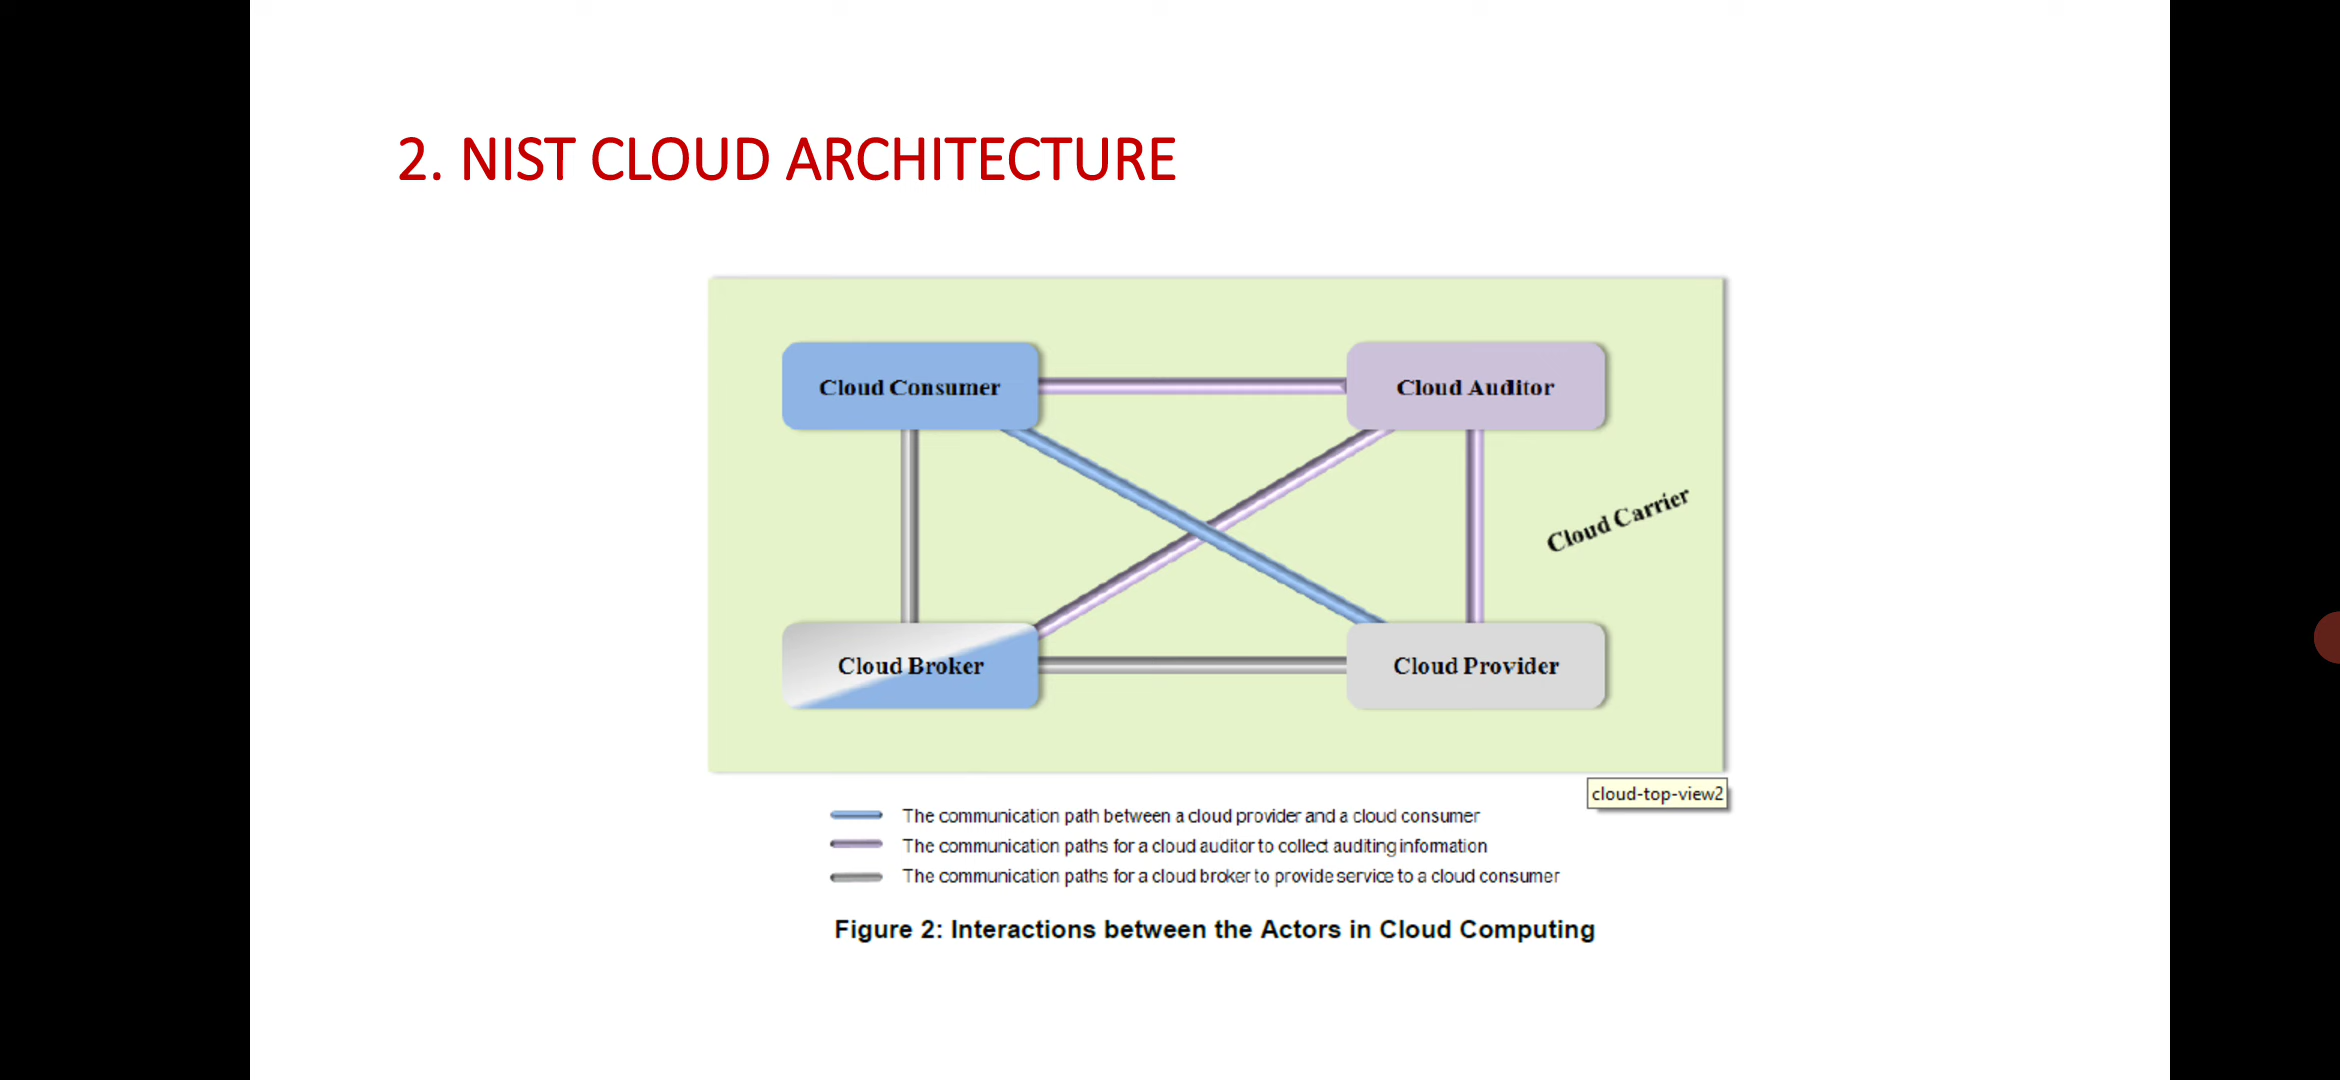 2. NIST CLOUD ARCHITECTURE
Cloud Consumer
Cloud Auditor
Cloud Carrier
Cloud Broker
Cloud Provider
cloud-top-view2
The communication path between a cloud provider and a cloud consumer
The communication paths for a cloud auditor to collect auditing information
The communication paths for a cloud broker to provide service to a cloud consumer
Figure 2: Interactions between the Actors in Cloud Computing